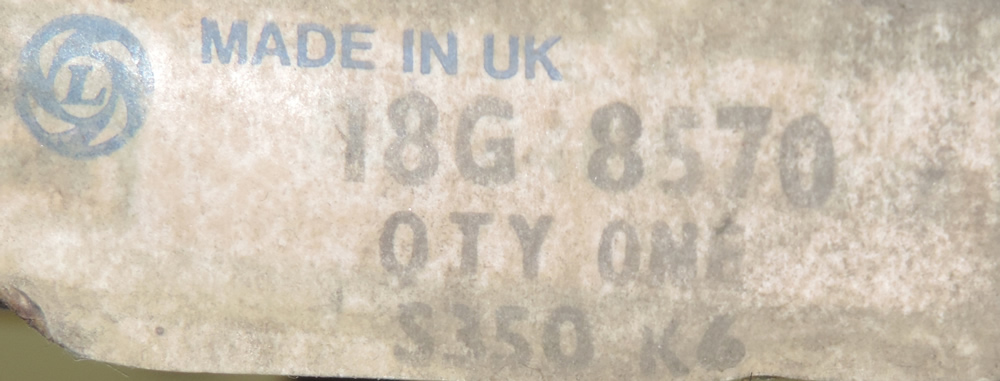 L
MADE IN UK
18G 8570
QTY ONE
S350 K6